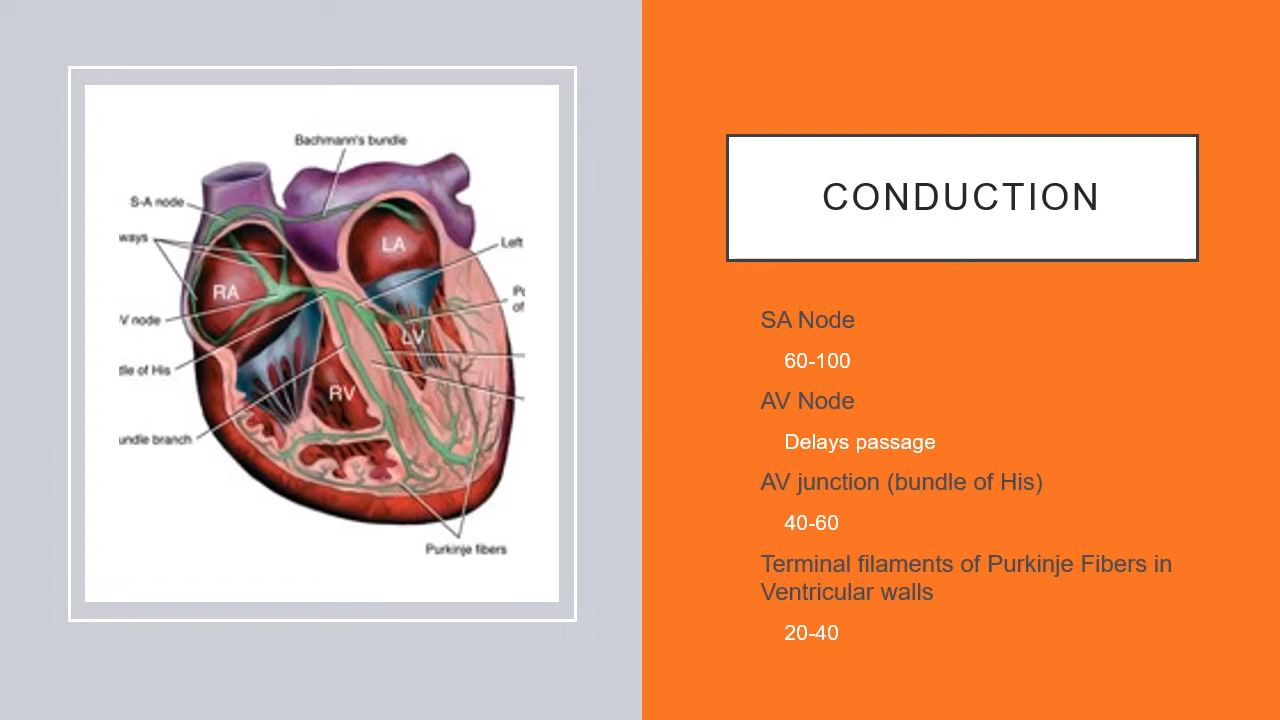 Bachmann's bundle
S-A node
ways
LA
Left
RA
Po
of
V node
LV
dle of His
RV
undle branch
Purkinje fibers
CONDUCTION
SA Node
60-100
AV Node
Delays passage
AV junction (bundle of His)
40-60
Terminal filaments of Purkinje Fibers in
Ventricular walls
20-40